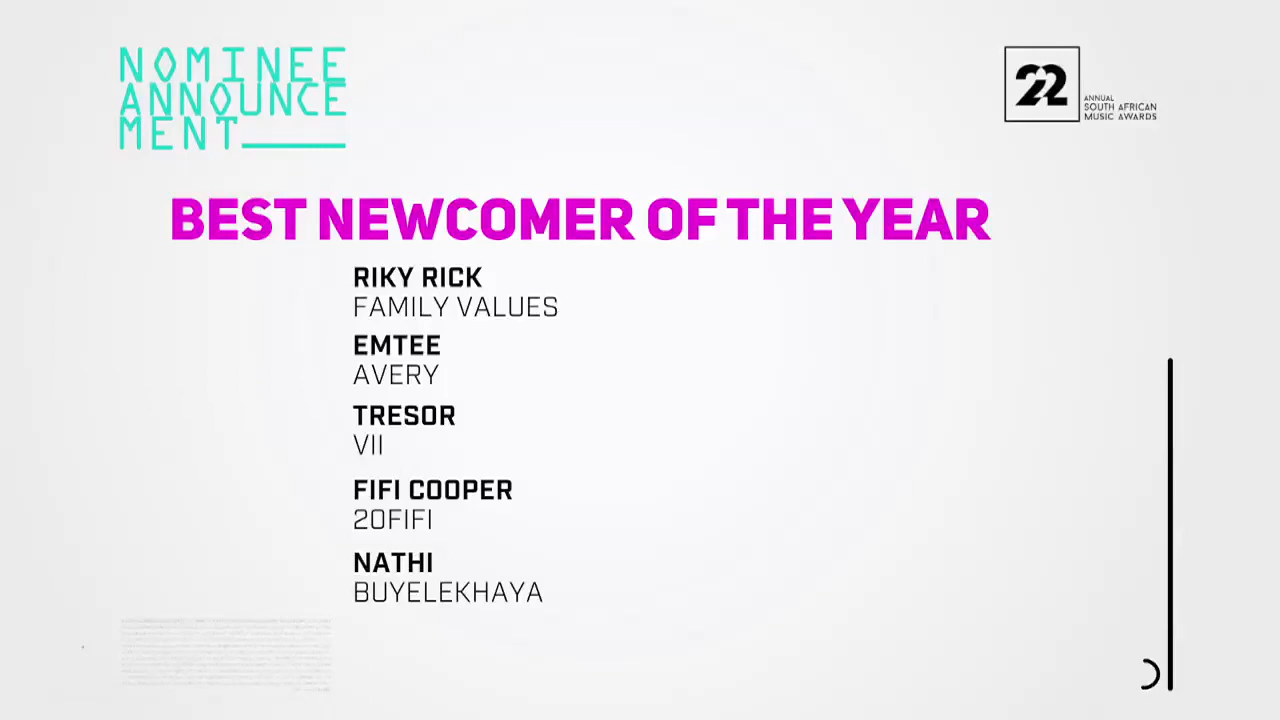 NOMINEE
ANNOUNCE
MENT
22
ANNUAL
SOUTH AFRICAN
MUSIC AWARDS
BEST NEWCOMER OF THE YEAR
RIKY RICK
FAMILY VALUES
EMTEE
AVERY
TRESOR
VII
FIFI COOPER
20FIFI
NATHI
BUYELEKHAYA